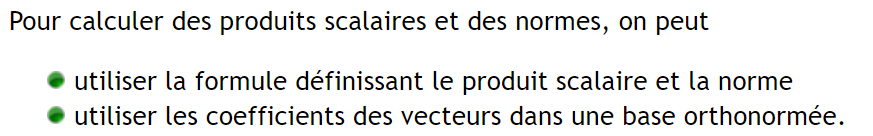 Pour calculer des produits scalaires et des normes, on peut
utiliser la formule définissant le produit scalaire et la norme
utiliser les coefficients des vecteurs dans une base orthonormée.